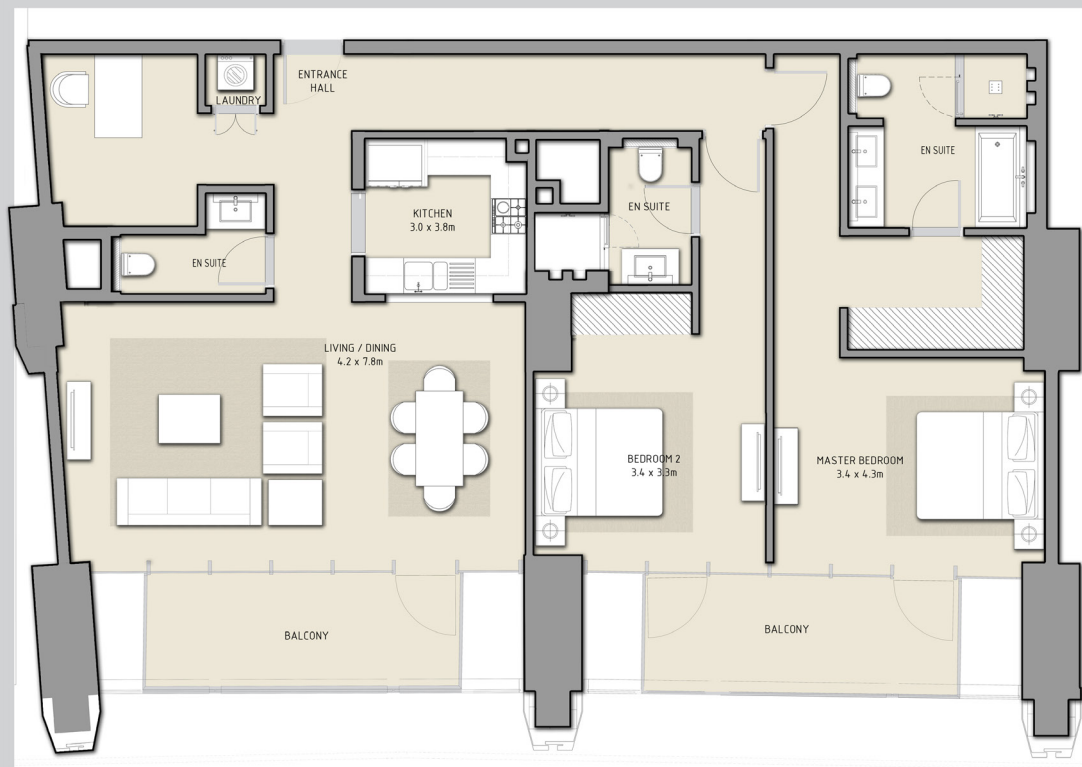 ENTRANCE
HALL
LAUNDRY
EN SUITE
KITCHEN
3.0 x 3.8m
EN SUITE
EN SUITE
LIVING / DINING
4.2 x 7.8m
BEDROOM 2
3.4 x 3.3m
MASTER BEDROOM
3.4 x 4.3m
BALCONY
BALCONY